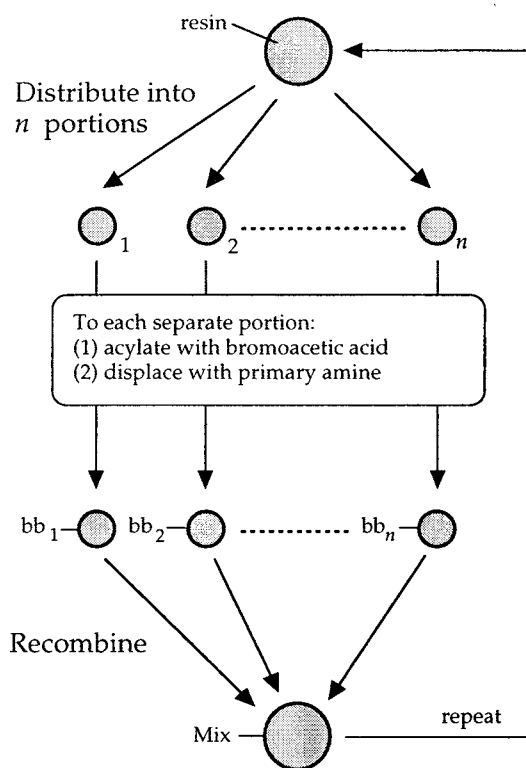 resin
Distribute into
n portions
1
2
n
To each separate portion:
(1) acylate with bromoacetic acid
(2) displace with primary amine
bb1
bb2
bbn
Recombine
Mix
repeat